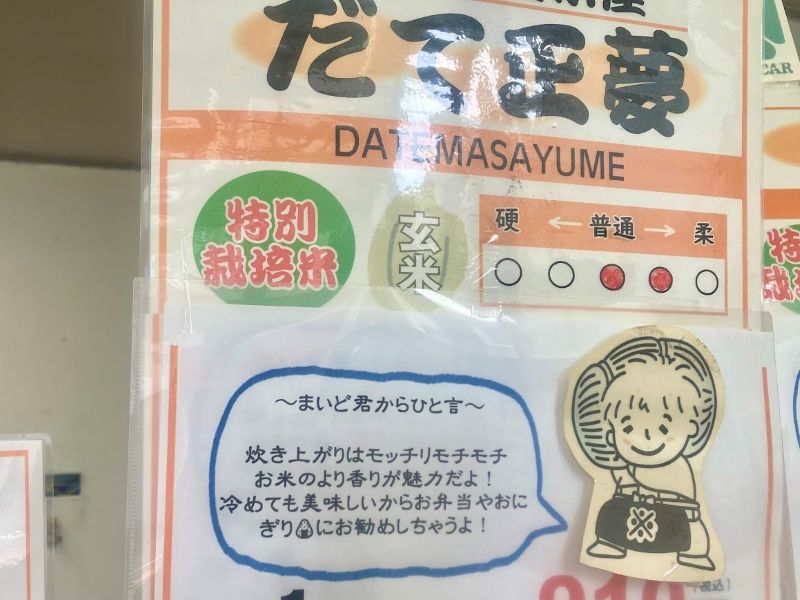 だて正夢
DATEMASAYUME
特別
栽培米
玄米
硬 ← 普通 → 柔
〜まいど君からひと言〜
炊き上がりはモッチリモチモチ
お米のより香りが魅力だよ！
冷めても美味しいからお弁当やおに
ぎり🍙にお勧めしちゃうよ！
米
CAR